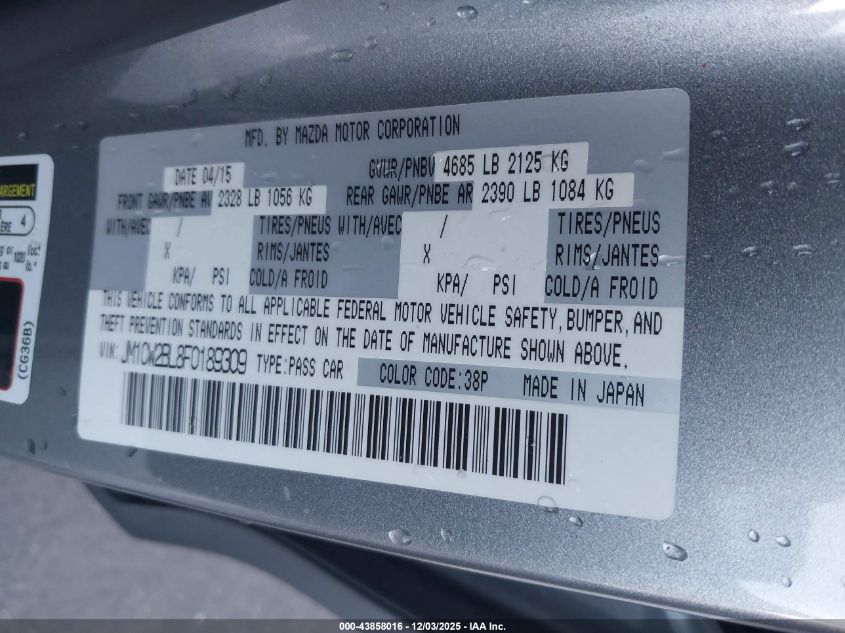 MFD. BY MAZDA MOTOR CORPORATION
DATE 04/15 GVWR/PNBV 4685 LB 2125 KG
FRONT GAWR/PNBE AV 2328 LB 1056 KG REAR GAWR/PNBE AR 2390 LB 1084 KG
WITH/AVEC / TIRES/PNEUS WITH/AVEC / TIRES/PNEUS
X RIMS/JANTES X RIMS/JANTES
KPA/ PSI COLD/A FROID KPA/ PSI COLD/A FROID
THIS VEHICLE CONFORMS TO ALL APPLICABLE FEDERAL MOTOR VEHICLE SAFETY, BUMPER, AND
THEFT PREVENTION STANDARDS IN EFFECT ON THE DATE OF MANUFACTURE SHOWN ABOVE.
VIN: JM1CW2BL8F0189309 TYPE:PASS CAR COLOR CODE:38P MADE IN JAPAN
ARGEMENT
4
lbs.
(CG36B)
000-43858016 - 12/03/2025 - IAA Inc.